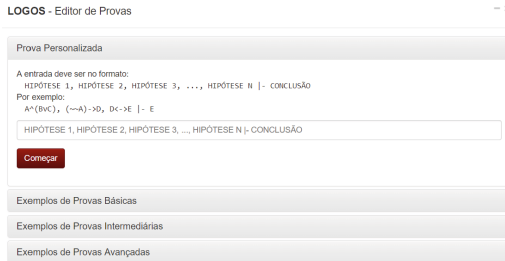 LOGOS - Editor de Provas
Prova Personalizada
A entrada deve ser no formato:
HIPÓTESE 1, HIPÓTESE 2, HIPÓTESE 3, ..., HIPÓTESE N |- CONCLUSÃO
Por exemplo:
A^(BvC), (~~A)->D, D<->E |- E
HIPÓTESE 1, HIPÓTESE 2, HIPÓTESE 3, ..., HIPÓTESE N |- CONCLUSÃO
Começar
Exemplos de Provas Básicas
Exemplos de Provas Intermediárias
Exemplos de Provas Avançadas